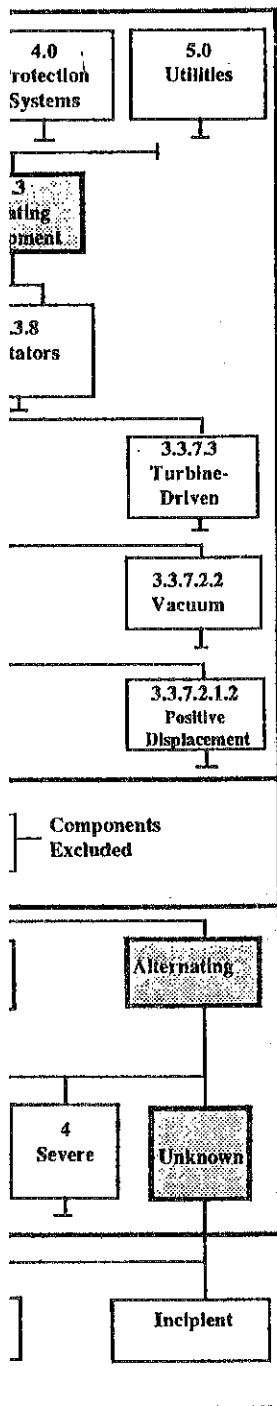 4.0
rotection
Systems
5.0
Utilities
.3
ating
pment
.3.8
tators
3.3.7.3
Turbine-
Driven
3.3.7.2.2
Vacuum
3.3.7.2.1.2
Positive
Displacement
Components
Excluded
Alternating
4
Severe
Unknown
Incipient